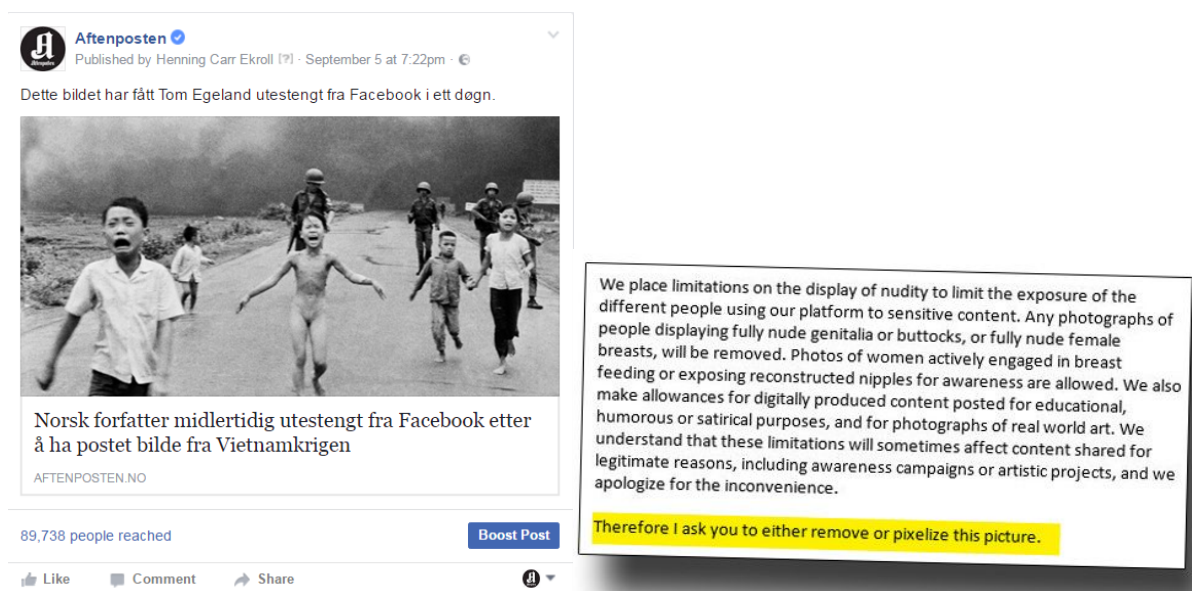 Aftenposten
Published by Henning Carr Ekroll [?] · September 5 at 7:22pm ·
Dette bildet har fått Tom Egeland utestengt fra Facebook i ett døgn.
Norsk forfatter midlertidig utestengt fra Facebook etter
å ha postet bilde fra Vietnamkrigen
AFTENPOSTEN.NO
89,738 people reached
Boost Post
Like
Comment
Share
We place limitations on the display of nudity to limit the exposure of the
different people using our platform to sensitive content. Any photographs of
people displaying fully nude genitalia or buttocks, or fully nude female
breasts, will be removed. Photos of women actively engaged in breast
feeding or exposing reconstructed nipples for awareness are allowed. We also
make allowances for digitally produced content posted for educational,
humorous or satirical purposes, and for photographs of real world art. We
understand that these limitations will sometimes affect content shared for
legitimate reasons, including awareness campaigns or artistic projects, and we
apologize for the inconvenience.
Therefore I ask you to either remove or pixelize this picture.